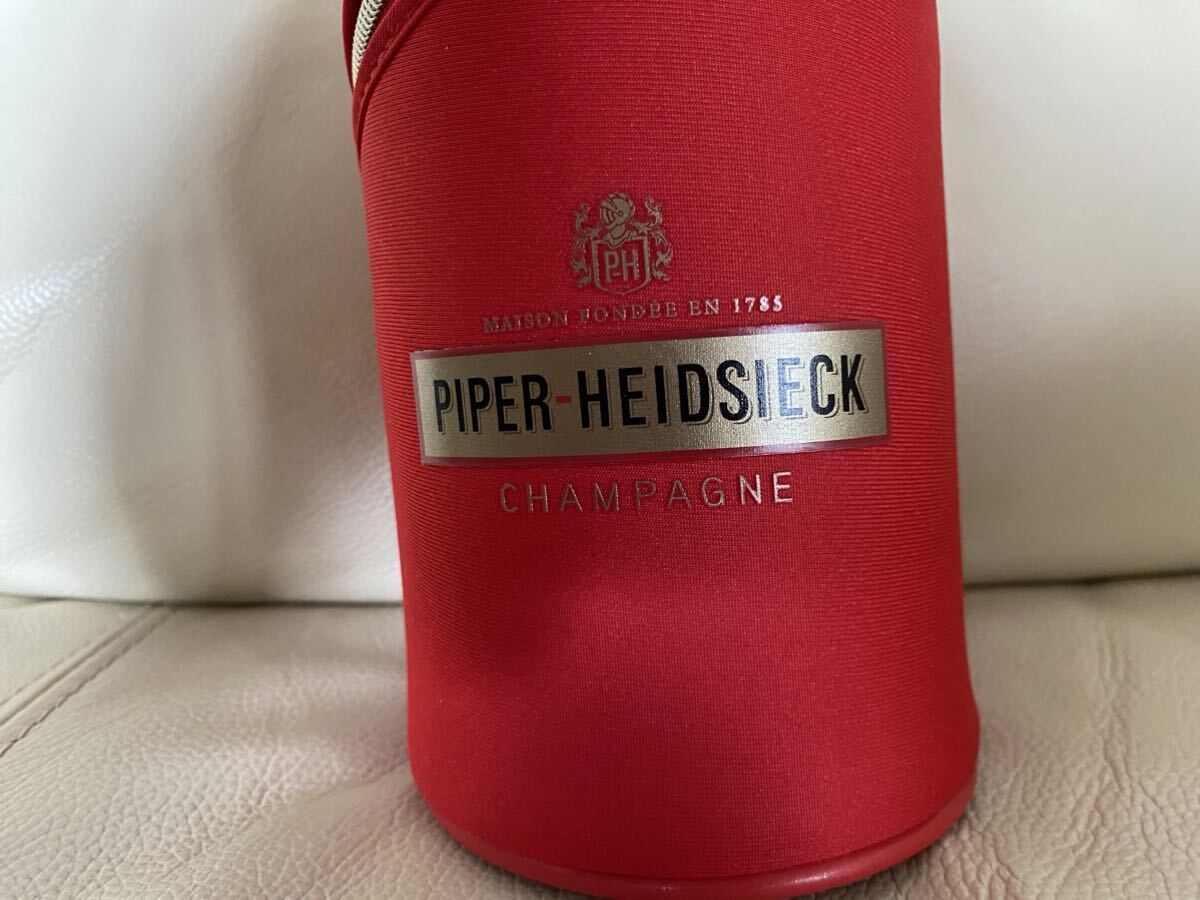 PH
MAISON FONDÉE EN 1785
PIPER-HEIDSIECK
CHAMPAGNE